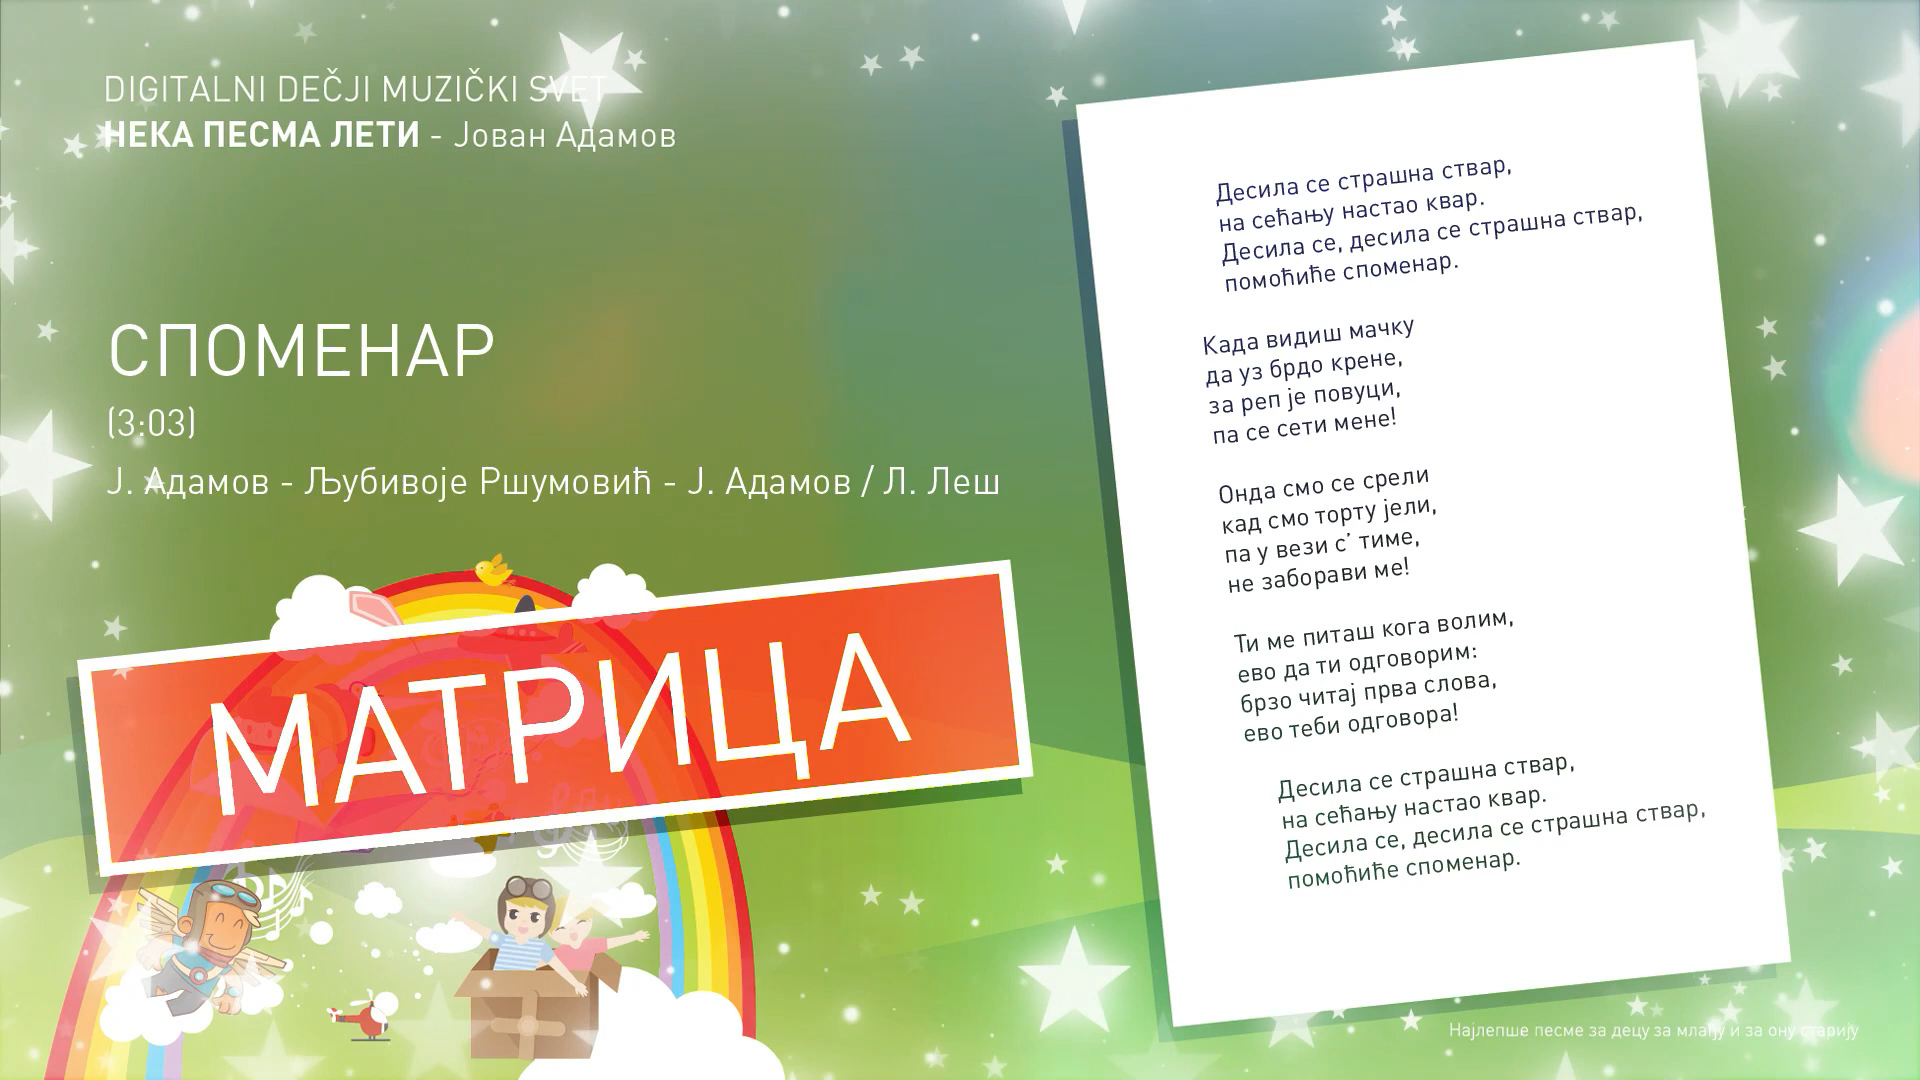 DIGITALNI DEČJI MUZIČKI SVET
НЕКА ПЕСМА ЛЕТИ - Јован Адамов
СПОМЕНАР
(3:03)
Ј. Адамов - Љубивоје Ршумовић - Ј. Адамов / Л. Леш
МАТРИЦА
Десила се страшна ствар,
на сећању настао квар.
Десила се, десила се страшна ствар,
помоћиће споменар.
Када видиш мачку
да уз брдо крене,
за реп је повуци,
па се сети мене!
Онда смо се срели
кад смо торту јели,
па у вези с’ тиме,
не заборави ме!
Ти ме питаш кога волим,
ево да ти одговорим:
брзо читај прва слова,
ево теби одговора!
Десила се страшна ствар,
на сећању настао квар.
Десила се, десила се страшна ствар,
помоћиће споменар.
Најлепше песме за децу за млађу и за ону старију